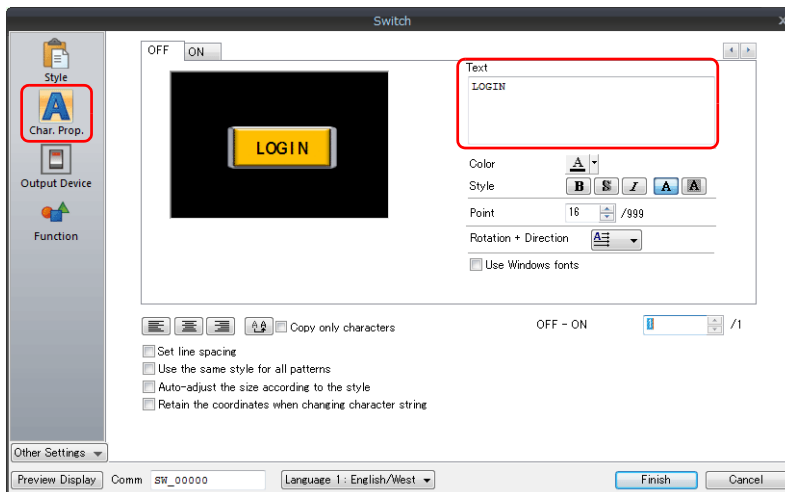 Switch
Style
Char. Prop.
Output Device
Function
Other Settings
OFF ON
LOGIN
Text
LOGIN
Color A
Style B S I A A
Point 16 /999
Rotation + Direction A
Use Windows fonts
Copy only characters
OFF - ON /1
Set line spacing
Use the same style for all patterns
Auto-adjust the size according to the style
Retain the coordinates when changing character string
Preview Display Comm SW_00000 Language 1 : English/West Finish Cancel